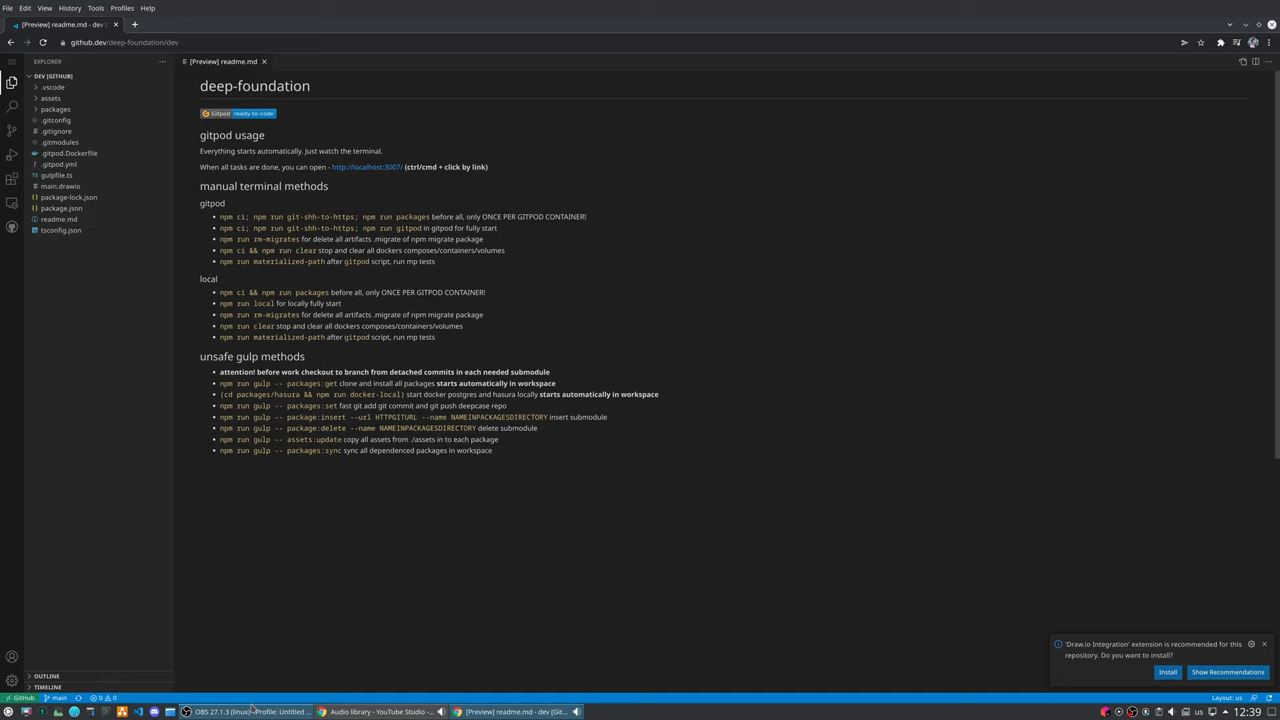 File Edit View History Tools Profiles Help
[Preview] readme.md - dev [
github.dev/deep-foundation/dev
EXPLORER
[Preview] readme.md
DEV [GITHUB]
.vscode
assets
packages
.gitconfig
.gitignore
.gitmodules
.gitpod.Dockerfile
.gitpod.yml
gulpfile.ts
main.drawio
package-lock.json
package.json
readme.md
tsconfig.json
deep-foundation
Gitpod ready-to-code
gitpod usage
Everything starts automatically. Just watch the terminal.
When all tasks are done, you can open - http://localhost:3007/ (ctrl/cmd + click by link)
manual terminal methods
gitpod
npm ci; npm run git-shh-to-https; npm run packages before all, only ONCE PER GITPOD CONTAINER!
npm ci; npm run git-shh-to-https; npm run gitpod in gitpod for fully start
npm run rm-migrates for delete all artifacts .migrate of npm migrate package
npm ci && npm run clear stop and clear all dockers composes/containers/volumes
npm run materialized-path after gitpod script, run mp tests
local
npm ci && npm run packages before all, only ONCE PER GITPOD CONTAINER!
npm run local for locally fully start
npm run rm-migrates for delete all artifacts .migrate of npm migrate package
npm run clear stop and clear all dockers composes/containers/volumes
npm run materialized-path after gitpod script, run mp tests
unsafe gulp methods
attention! before work checkout to branch from detached commits in each needed submodule
npm run gulp -- packages:get clone and install all packages starts automatically in workspace
(cd packages/hasura && npm run docker-local) start docker postgres and hasura locally starts automatically in workspace
npm run gulp -- packages:set fast git add git commit and git push deepcase repo
npm run gulp -- package:insert --url HTTPGITURL --name NAMEINPACKAGESDIRECTORY insert submodule
npm run gulp -- package:delete --name NAMEINPACKAGESDIRECTORY delete submodule
npm run gulp -- assets:update copy all assets from ./assets in to each package
npm run gulp -- packages:sync sync all dependenced packages in workspace
'Draw.io Integration' extension is recommended for this
repository. Do you want to install?
Install Show Recommendations
OUTLINE
TIMELINE
GitHub main 0 0 Layout: us
OBS 27.1.3 (linux) - Profile: Untitled ... Audio library - YouTube Studio -... [Preview] readme.md - dev [Git... us 12:39